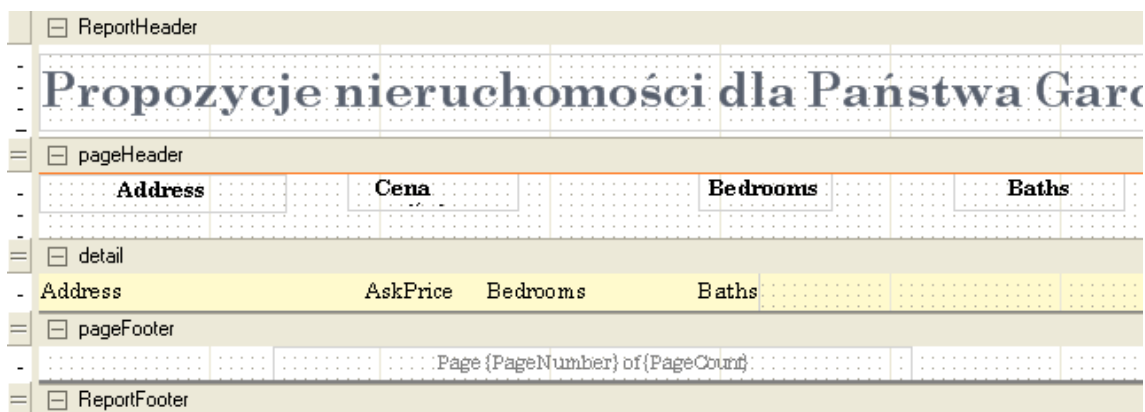 ReportHeader
Propozycje nieruchomości dla Państwa
pageHeader
Address Cena Bedrooms Baths
detail
Address AskPrice Bedrooms Baths
pageFooter
Page {PageNumber} of {PageCount}
ReportFooter